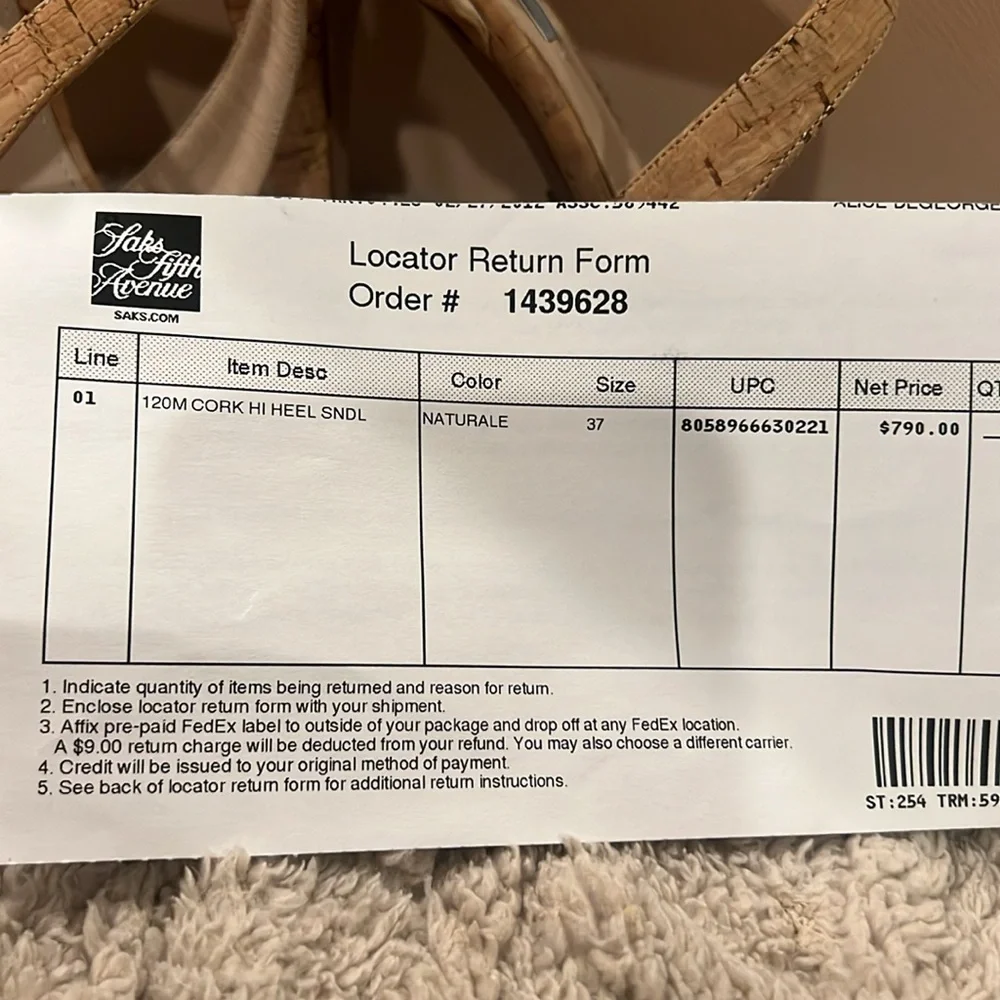 Saks
Fifth
Avenue
SAKS.COM
Locator Return Form
Order # 1439628
Line Item Desc Color Size UPC Net Price
01 120M CORK HI HEEL SNDL NATURALE 37 8058966630221 $790.00
1. Indicate quantity of items being returned and reason for return.
2. Enclose locator return form with your shipment.
3. Affix pre-paid FedEx label to outside of your package and drop off at any FedEx location.
A $9.00 return charge will be deducted from your refund. You may also choose a different carrier.
4. Credit will be issued to your original method of payment.
5. See back of locator return form for additional return instructions.
ST:254 TRM:59